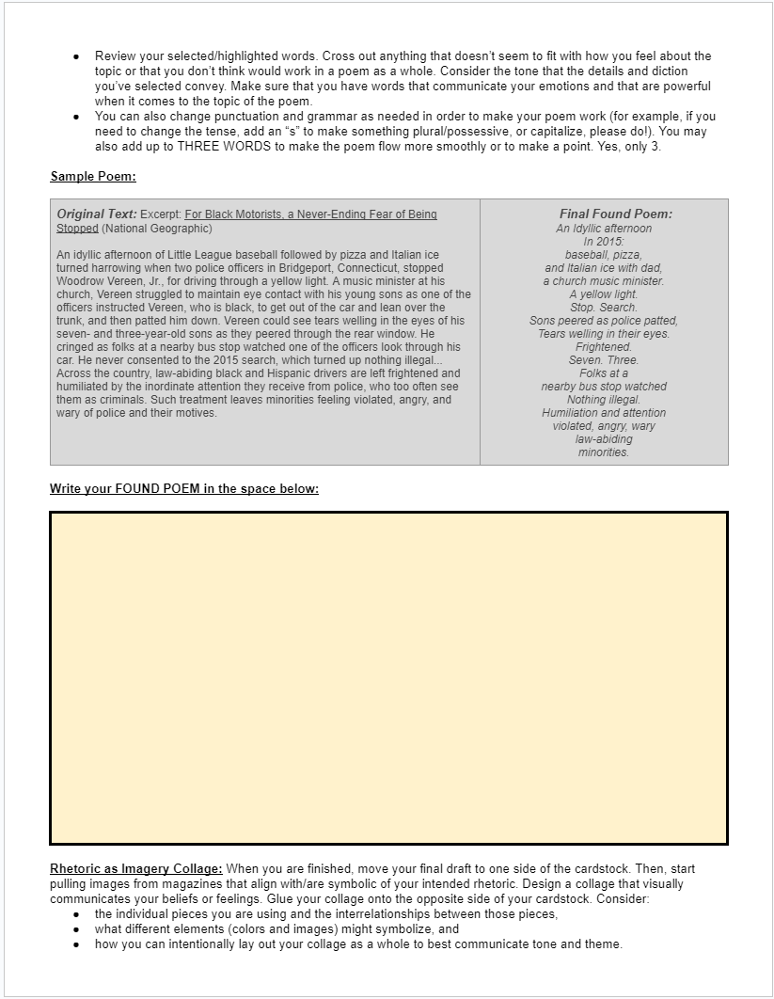 ● Review your selected/highlighted words. Cross out anything that doesn’t seem to fit with how you feel about the
topic or that you don’t think would work in a poem as a whole. Consider the tone that the details and diction
you’ve selected convey. Make sure that you have words that communicate your emotions and that are powerful
when it comes to the topic of the poem.
● You can also change punctuation and grammar as needed in order to make your poem work (for example, if you
need to change the tense, add an “s” to make something plural/possessive, or capitalize, please do!). You may
also add up to THREE WORDS to make the poem flow more smoothly or to make a point. Yes, only 3.
Sample Poem:
Original Text: Excerpt: For Black Motorists, a Never-Ending Fear of Being
Stopped (National Geographic)
An idyllic afternoon of Little League baseball followed by pizza and Italian ice
turned harrowing when two police officers in Bridgeport, Connecticut, stopped
Woodrow Vereen, Jr., for driving through a yellow light. A music minister at his
church, Vereen struggled to maintain eye contact with his young sons as one of the
officers instructed Vereen, who is black, to get out of the car and lean over the
trunk, and then patted him down. Vereen could see tears welling in the eyes of his
seven- and three-year-old sons as they peered through the rear window. He
cringed as folks at a nearby bus stop watched one of the officers look through his
car. He never consented to the 2015 search, which turned up nothing illegal...
Across the country, law-abiding black and Hispanic drivers are left frightened and
humiliated by the inordinate attention they receive from police, who too often see
them as criminals. Such treatment leaves minorities feeling violated, angry, and
wary of police and their motives.
Final Found Poem:
An Idyllic afternoon
In 2015:
baseball, pizza,
and Italian ice with dad,
a church music minister.
A yellow light.
Stop. Search.
Sons peered as police patted,
Tears welling in their eyes.
Frightened.
Seven. Three.
Folks at a
nearby bus stop watched
Nothing illegal.
Humiliation and attention
violated, angry, wary
law-abiding
minorities.
Write your FOUND POEM in the space below:
Rhetoric as Imagery Collage: When you are finished, move your final draft to one side of the cardstock. Then, start
pulling images from magazines that align with/are symbolic of your intended rhetoric. Design a collage that visually
communicates your beliefs or feelings. Glue your collage onto the opposite side of your cardstock. Consider:
● the individual pieces you are using and the interrelationships between those pieces,
● what different elements (colors and images) might symbolize, and
● how you can intentionally lay out your collage as a whole to best communicate tone and theme.